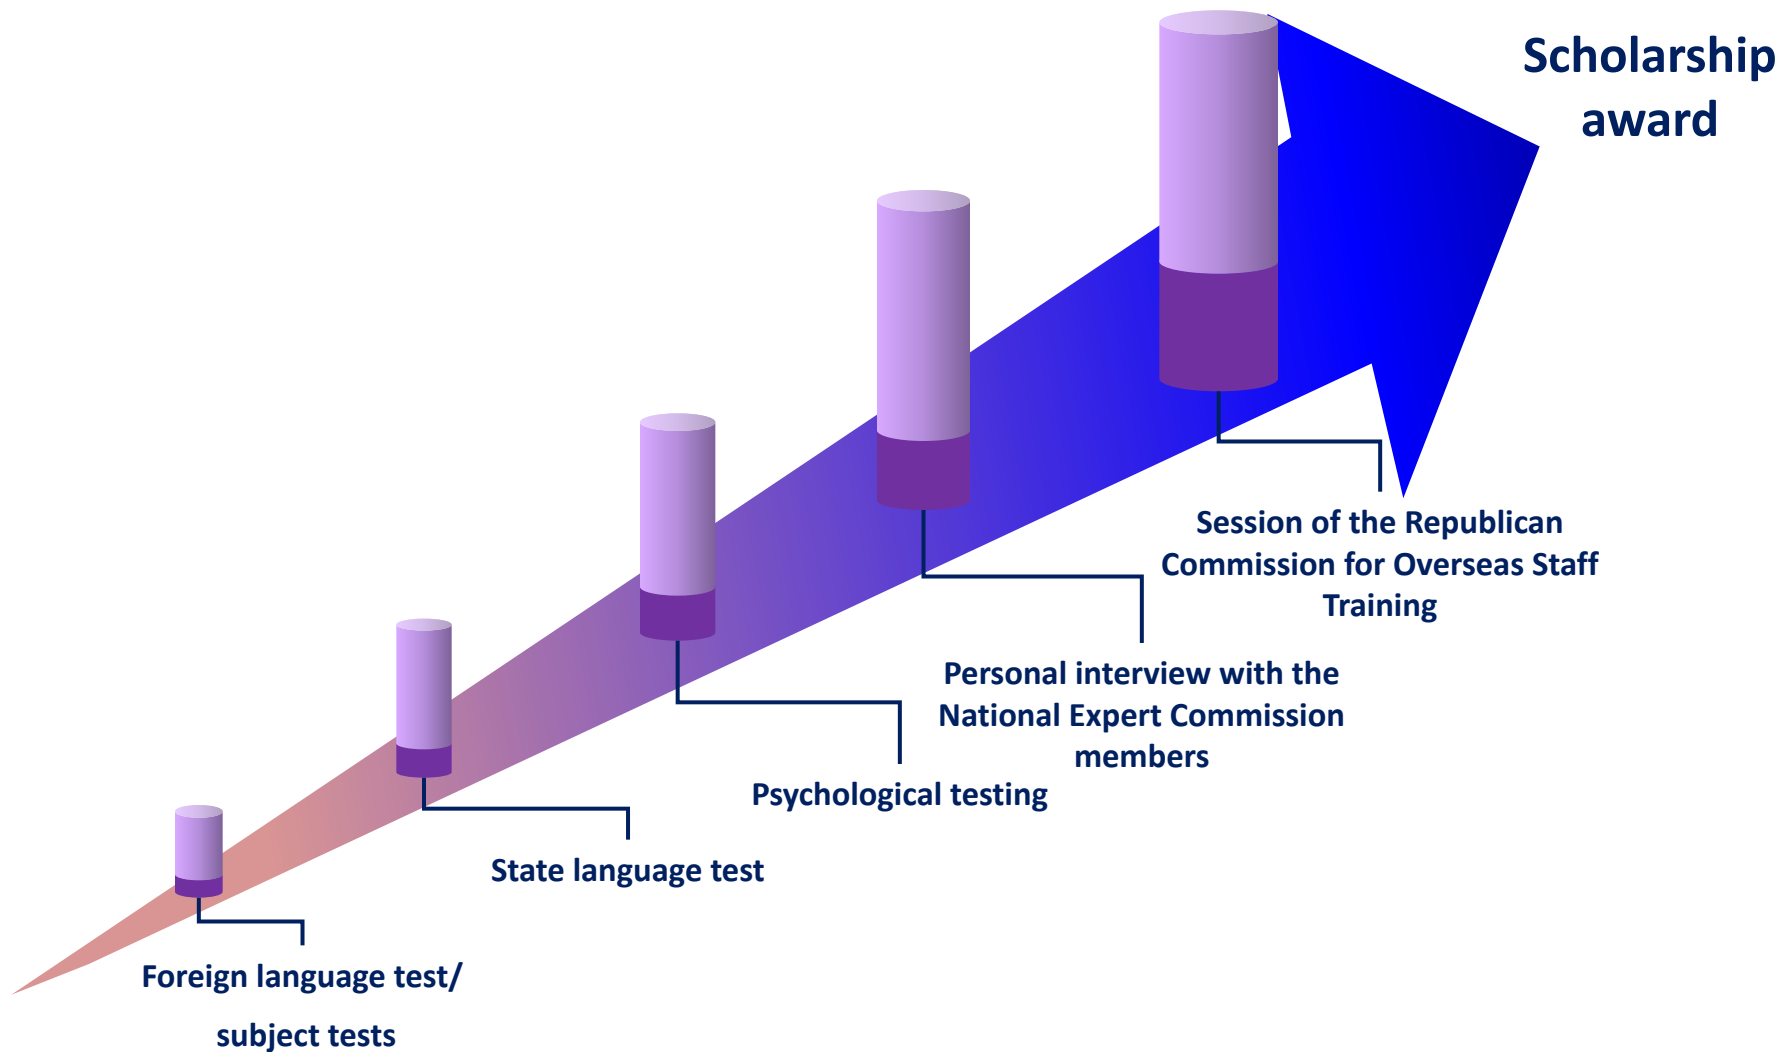 Scholarship
award
Session of the Republican
Commission for Overseas Staff
Training
Personal interview with the
National Expert Commission
members
Psychological testing
State language test
Foreign language test/
subject tests